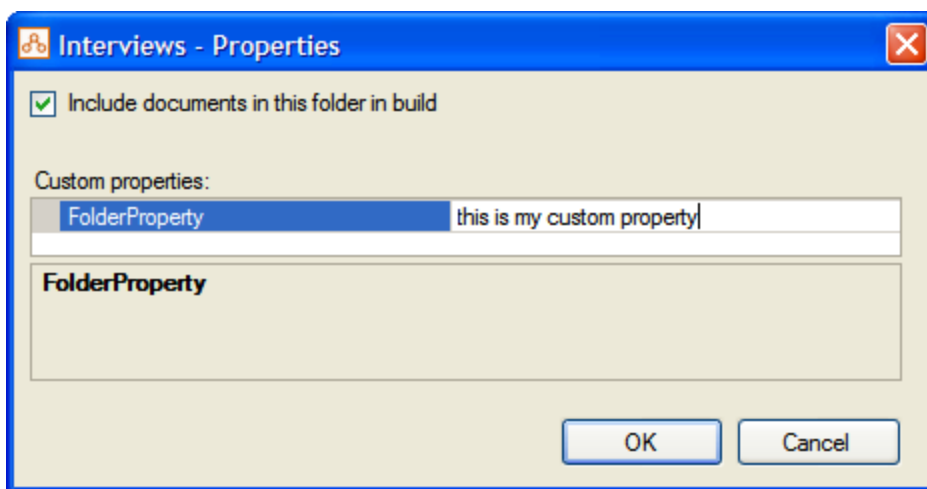 Interviews - Properties
Include documents in this folder in build
Custom properties:
FolderProperty this is my custom property
FolderProperty
OK Cancel